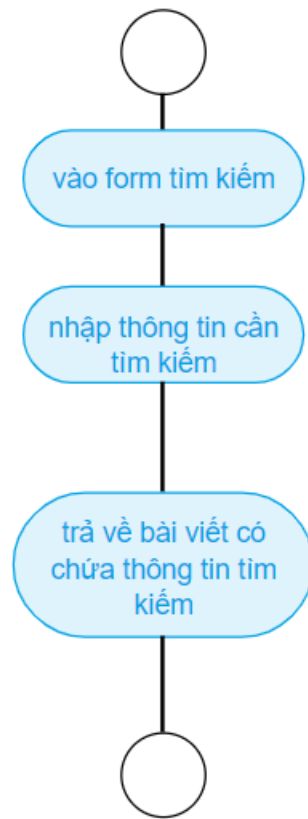 vào form tìm kiếm
nhập thông tin cần
tìm kiếm
trả về bài viết có
chứa thông tin tìm
kiếm